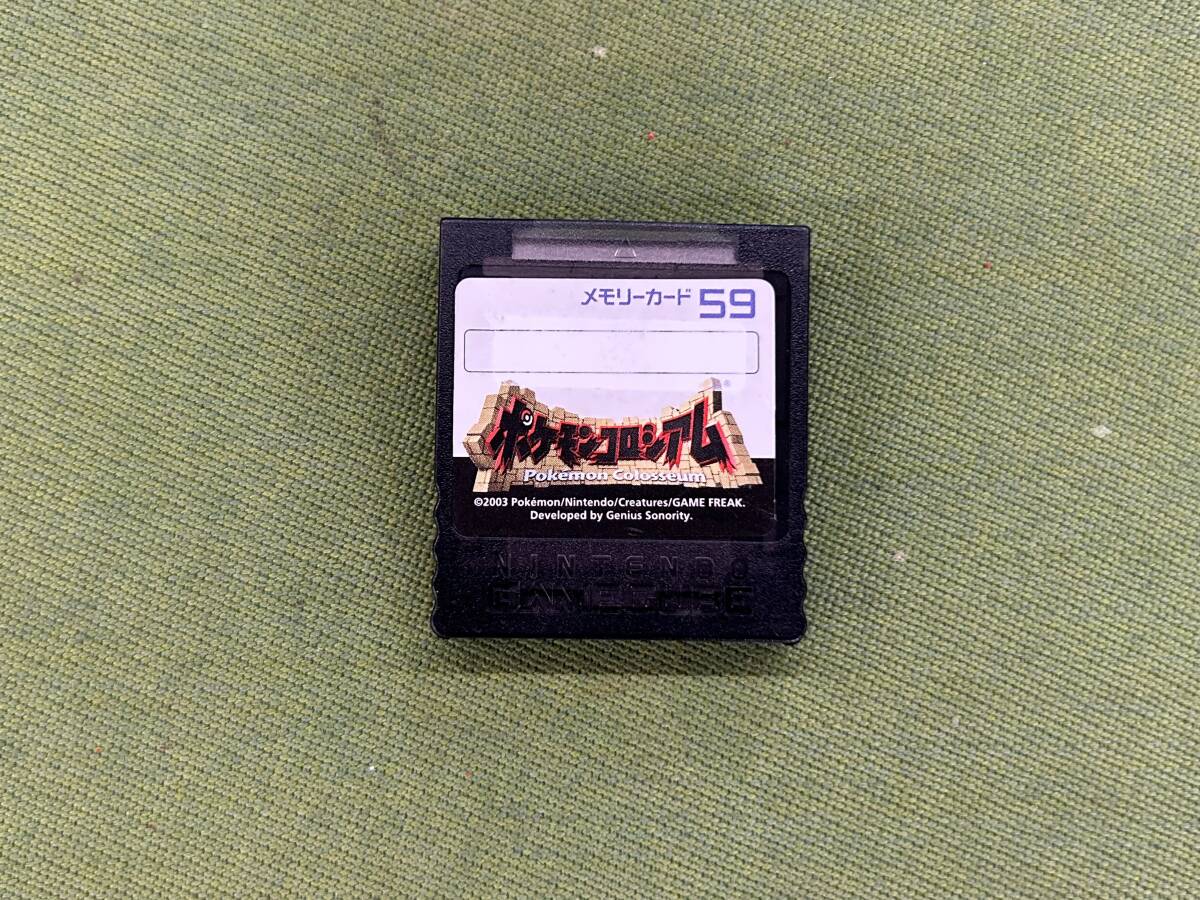 メモリーカード 59
ポケモンコロシアム®
Pokémon Colosseum
©2003 Pokémon/Nintendo/Creatures/GAME FREAK.
Developed by Genius Sonority.
NINTENDO
GAMECUBE